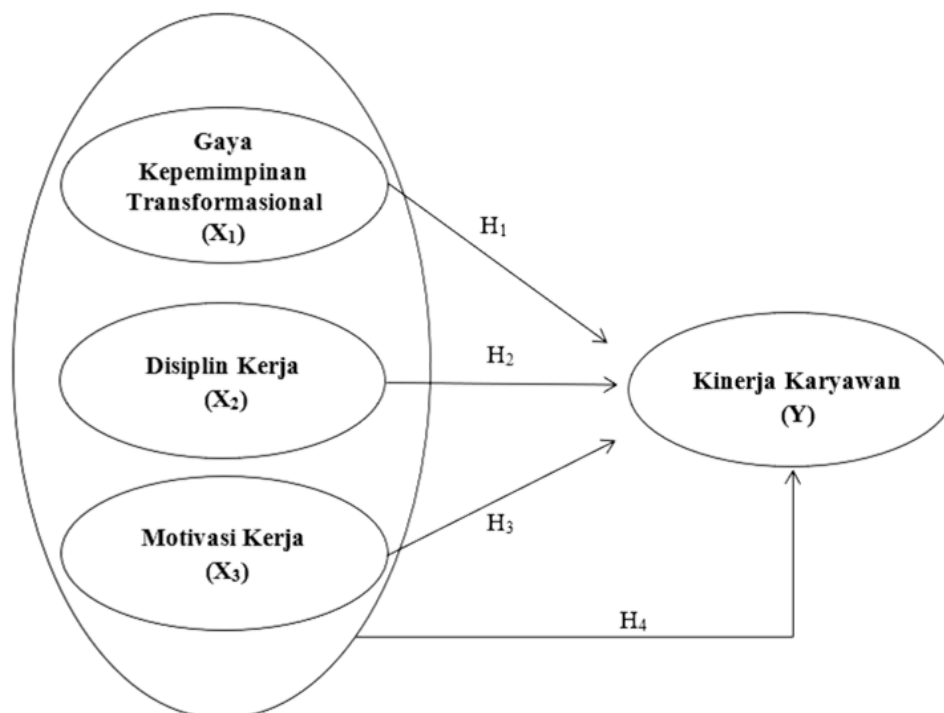 Gaya
Kepemimpinan
Transformasional
(X₁)
H₁
Disiplin Kerja
(X₂)
H₂
Kinerja Karyawan
(Y)
Motivasi Kerja
(X₃)
H₃
H₄